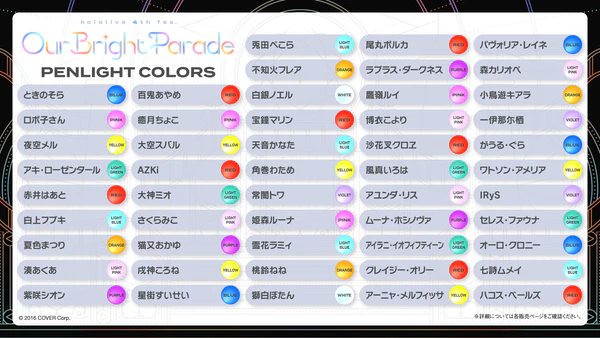 hololive 4th fes.
Our Bright Parade
PENLIGHT COLORS
ときのそら BLUE
ロボ子さん PINK
夜空メル YELLOW
アキ・ローゼンタール LIGHT GREEN
赤井はあと RED
白上フブキ LIGHT BLUE
夏色まつり ORANGE
湊あくあ LIGHT PINK
紫咲シオン PURPLE
百鬼あやめ RED
癒月ちょこ PINK
大空スバル YELLOW
AZKi RED
大神ミオ LIGHT GREEN
さくらみこ LIGHT PINK
猫又おかゆ PURPLE
戌神ころね YELLOW
星街すいせい BLUE
兎田ぺこら LIGHT BLUE
不知火フレア ORANGE
白銀ノエル WHITE
宝鐘マリン RED
天音かなた LIGHT BLUE
角巻わため YELLOW
常闇トワ VIOLET
姫森ルーナ PINK
雪花ラミィ LIGHT BLUE
桃鈴ねね ORANGE
獅白ぼたん WHITE
尾丸ポルカ RED
ラプラス・ダークネス PURPLE
鷹嶺ルイ PINK
博衣こより LIGHT PINK
沙花叉クロヱ RED
風真いろは LIGHT GREEN
アユンダ・リス LIGHT PINK
ムーナ・ホシノヴァ PURPLE
アイラニ・イオフィフティーン LIGHT GREEN
クレイジー・オリー RED
アーニャ・メルフィッサ YELLOW
パヴォリア・レイネ BLUE
森カリオペ LIGHT PINK
小鳥遊キアラ ORANGE
一伊那尓栖 VIOLET
がうる・ぐら BLUE
ワトソン・アメリア YELLOW
IRyS VIOLET
セレス・ファウナ LIGHT GREEN
オーロ・クロニー BLUE
七詩ムメイ LIGHT BLUE
ハコス・ベールズ RED
© 2016 COVER Corp.
※詳細については各販売ページをご確認ください。